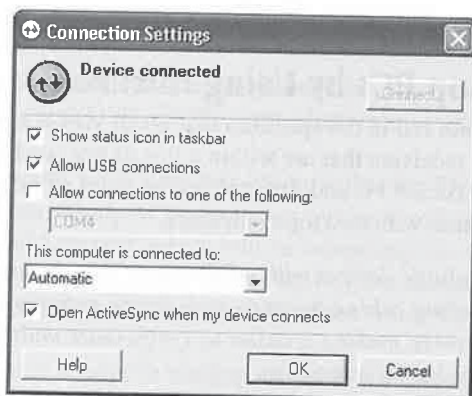 Connection Settings
Device connected
Connect
Show status icon in taskbar
Allow USB connections
Allow connections to one of the following:
COM4
This computer is connected to:
Automatic
Open ActiveSync when my device connects
Help
OK
Cancel